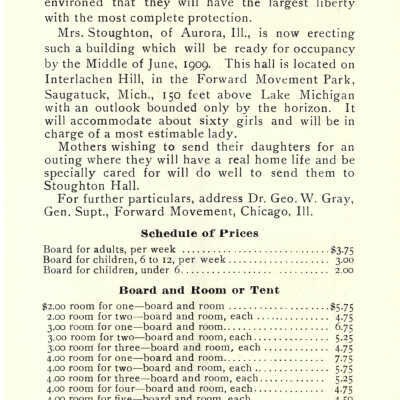 environed that they will have the largest liberty
with the most complete protection.
Mrs. Stoughton, of Aurora, Ill., is now erecting
such a building which will be ready for occupancy
by the Middle of June, 1909. This hall is located on
Interlachen Hill, in the Forward Movement Park,
Saugatuck, Mich., 150 feet above Lake Michigan
with an outlook bounded only by the horizon. It
will accommodate about sixty girls and will be in
charge of a most estimable lady.
Mothers wishing to send their daughters for an
outing where they will have a real home life and be
specially cared for will do well to send them to
Stoughton Hall.
For further particulars, address Dr. Geo. W. Gray,
Gen. Supt., Forward Movement, Chicago, Ill.
Schedule of Prices
Board for adults, per week ............................$3.75
Board for children, 6 to 12, per week................... 3.00
Board for children, under 6............................ 2.00
Board and Room or Tent
$2.00 room for one—board and room ...................$5.75
2.00 room for two—board and room, each .............. 4.75
3.00 room for one—board and room.................... 6.75
3.00 room for two—board and room, each.............. 5.25
3.00 room for three—board and room, each............ 4.75
4.00 room for one—board and room.................... 7.75
4.00 room for two—board and room, each.............. 5.75
4.00 room for three—board and room, each............ 5.25
4.00 room for four—board and room, each............. 4.75
4.00 room for five—board and room, each............. 4.50